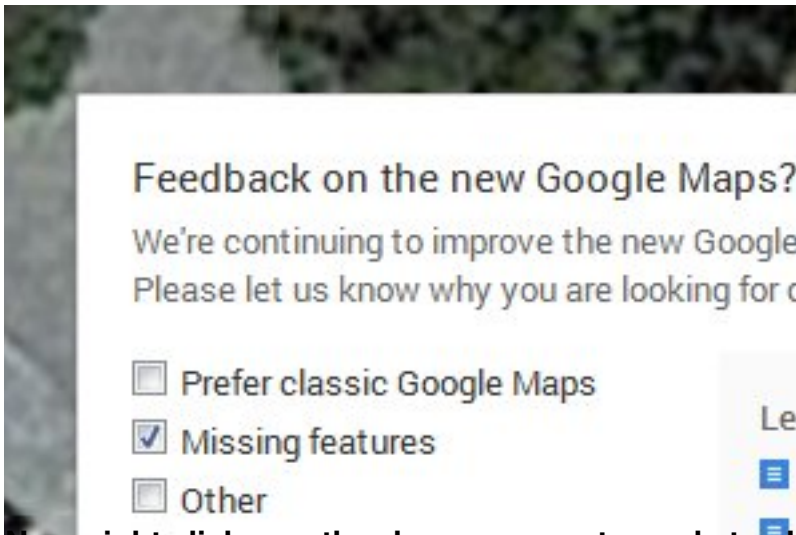 Feedback on the new Google Maps?
We're continuing to improve the new Google
Please let us know why you are looking for
Prefer classic Google Maps
Missing features
Other
Le